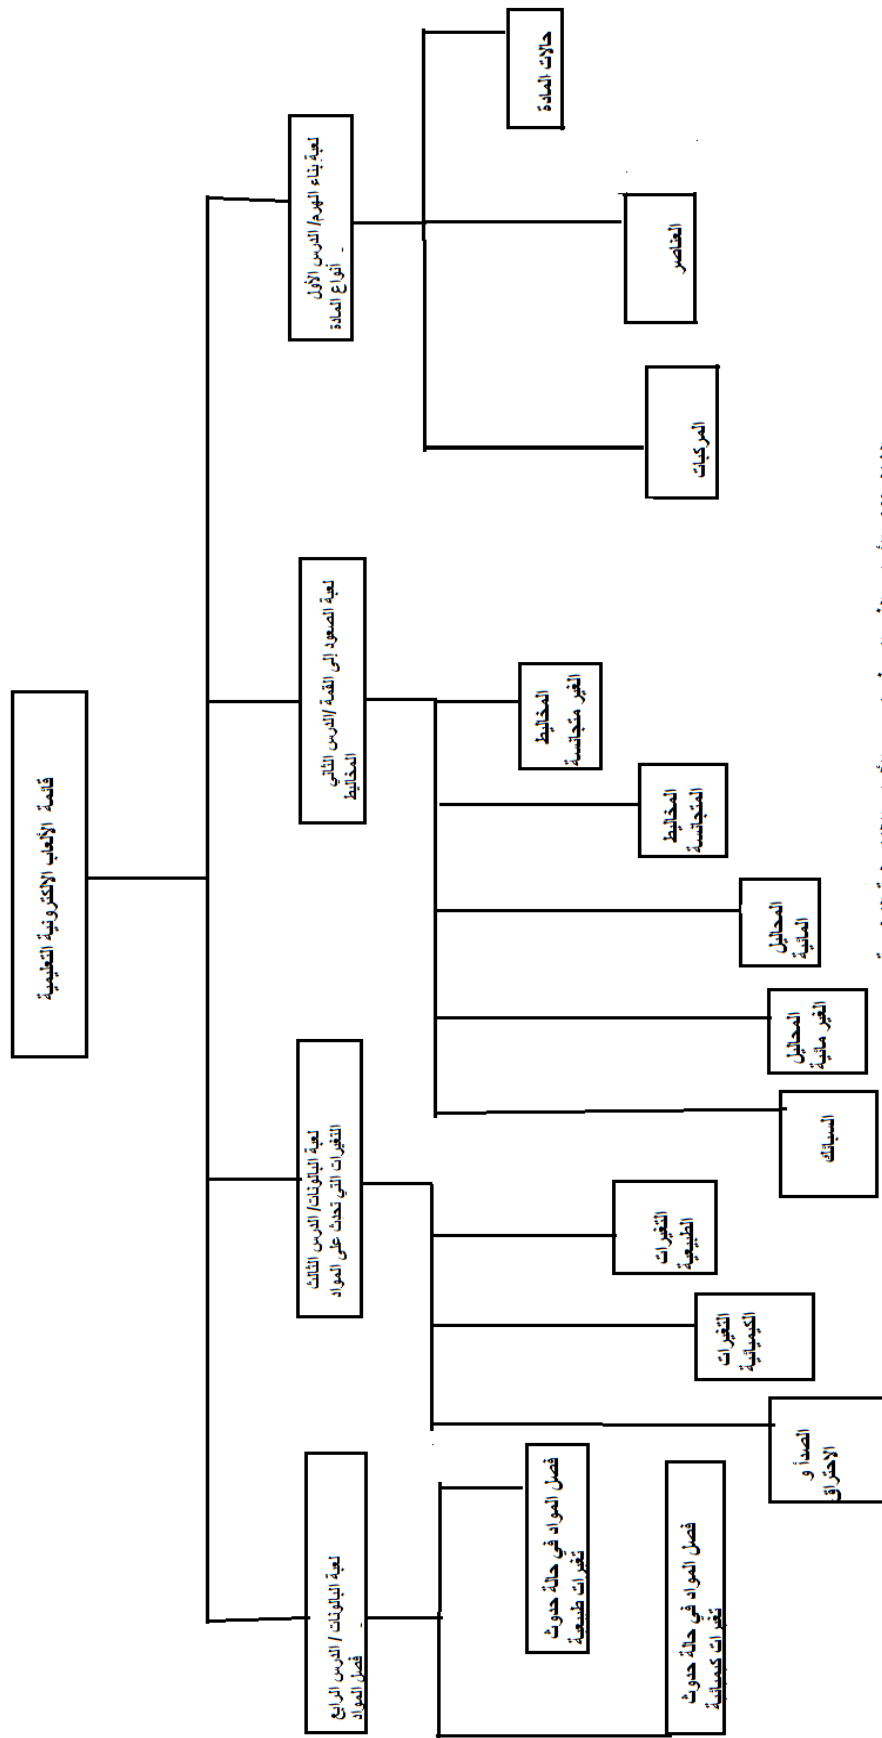 قائمة الألعاب الالكترونية التعليمية
لعبة بناء الهرم/ الدرس الأول
أنواع المادة
حالات المادة
العناصر
المركبات
لعبة الصعود إلى القمة /الدرس الثاني
المخاليط
المخاليط
الغير متجانسة
المخاليط
المتجانسة
المحاليل
المائية
المحاليل
الغير مائية
السبائك
لعبة البالونات/ الدرس الثالث
التغيرات التي تحدث على المواد
التغيرات
الطبيعية
التغيرات
الكيميائية
الصدأ و
الاحتراق
لعبة البالونات / الدرس الرابع
فصل المواد
فصل المواد في حالة حدوث
تغيرات طبيعية
فصل المواد في حالة حدوث
تغيرات كيميائية